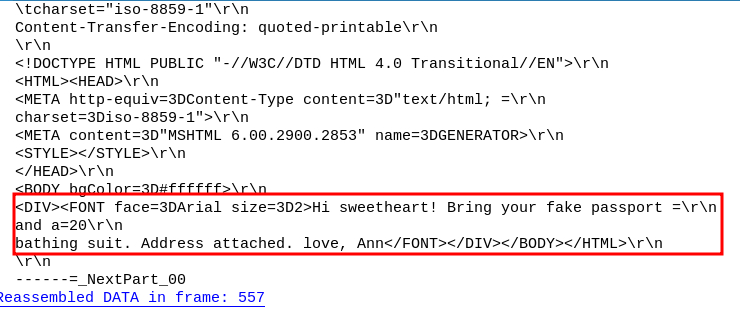 \tcharset="iso-8859-1"\r\n
Content-Transfer-Encoding: quoted-printable\r\n
\r\n
<!DOCTYPE HTML PUBLIC "-//W3C//DTD HTML 4.0 Transitional//EN">\r\n
<HTML><HEAD>\r\n
<META http-equiv=3DContent-Type content=3D"text/html; =\r\n
charset=3Diso-8859-1">\r\n
<META content=3D"MSHTML 6.00.2900.2853" name=3DGENERATOR>\r\n
<STYLE></STYLE>\r\n
</HEAD>\r\n
<BODY bgColor=3D#ffffff>\r\n
<DIV><FONT face=3DArial size=3D2>Hi sweetheart! Bring your fake passport =\r\n
and a=20\r\n
bathing suit. Address attached. love, Ann</FONT></DIV></BODY></HTML>\r\n
\r\n
------=_NextPart_00
Reassembled DATA in frame: 557